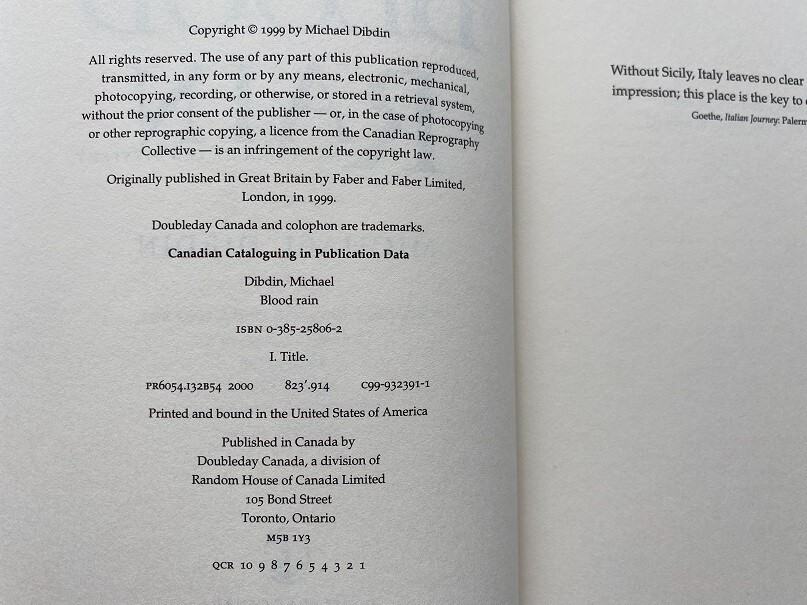 Copyright © 1999 by Michael Dibdin
All rights reserved. The use of any part of this publication reproduced,
transmitted, in any form or by any means, electronic, mechanical,
photocopying, recording, or otherwise, or stored in a retrieval system,
without the prior consent of the publisher — or, in the case of photocopying
or other reprographic copying, a licence from the Canadian Reprography
Collective — is an infringement of the copyright law.
Originally published in Great Britain by Faber and Faber Limited,
London, in 1999.
Doubleday Canada and colophon are trademarks.
Canadian Cataloguing in Publication Data
Dibdin, Michael
Blood rain
ISBN 0-385-25806-2
I. Title.
PR6054.I32B54 2000 823'.914 C99-932391-1
Printed and bound in the United States of America
Published in Canada by
Doubleday Canada, a division of
Random House of Canada Limited
105 Bond Street
Toronto, Ontario
M5B 1Y3
QCR 10 9 8 7 6 5 4 3 2 1
Without Sicily, Italy leaves no clear
impression; this place is the key to
Goethe, Italian Journey: Palerm